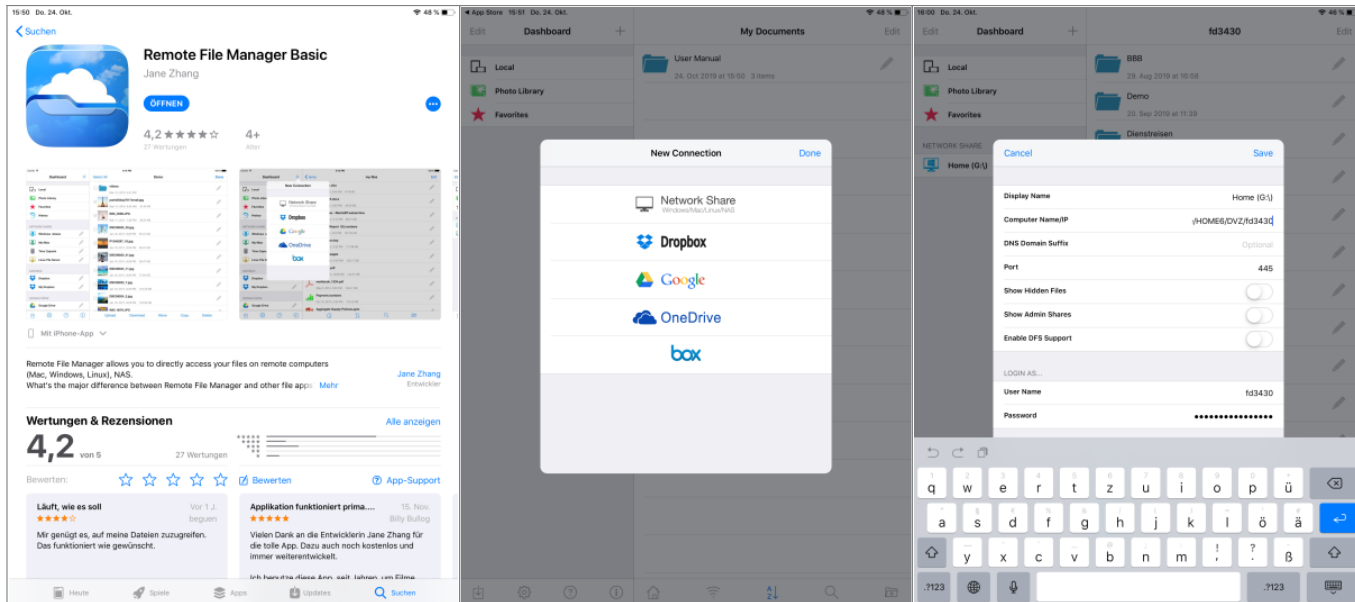 15:50 Do. 24. Okt.
48 %
Suchen
Remote File Manager Basic
Jane Zhang
ÖFFNEN
4,2 ★★★★☆
27 Wertungen
4+
Alter
Mit iPhone-App
Remote File Manager allows you to directly access your files on remote computers
(Mac, Windows, Linux), NAS.
What's the major difference between Remote File Manager and other file apps
Mehr
Jane Zhang
Entwickler
Wertungen & Rezensionen
Alle anzeigen
4,2 von 5
27 Wertungen
Bewerten:
Bewerten
App-Support
Läuft, wie es soll
Vor 1 J.
beguen
Mir genügt es, auf meine Dateien zuzugreifen.
Das funktioniert wie gewünscht.
Applikation funktioniert prima....
15. Nov.
Billy Bullog
Vielen Dank an die Entwicklerin Jane Zhang für
die tolle App. Dazu auch noch kostenlos und
immer weiterentwickelt.
Ich benutze diese App, seit Jahren, um Filme
Heute
Spiele
Apps
Updates
Suchen
App Store 15:51 Do. 24. Okt.
48 %
Edit
Dashboard
My Documents
Edit
Local
Photo Library
Favorites
User Manual
24. Oct 2019 at 15:00 3 items
New Connection
Done
Network Share
Windows/Mac/Linux/NAS
Dropbox
Google
OneDrive
box
16:00 Do. 24. Okt.
46 %
Edit
Dashboard
fd3430
Edit
Local
Photo Library
Favorites
NETWORK SHARE
Home (G:\)
BBB
29. Aug 2019 at 16:58
Demo
20. Sep 2019 at 11:39
Dienstreisen
Cancel
Save
Display Name
Home (G:\)
Computer Name/IP
/HOME6/DVZ/fd3430
DNS Domain Suffix
Optional
Port
445
Show Hidden Files
Show Admin Shares
Enable DFS Support
LOGIN AS...
User Name
fd3430
Password
••••••••••••••••
q w e r t z u i o p ü
a s d f g h j k l ö ä
y x c v b n m ! , ? . ß
.?123
.?123